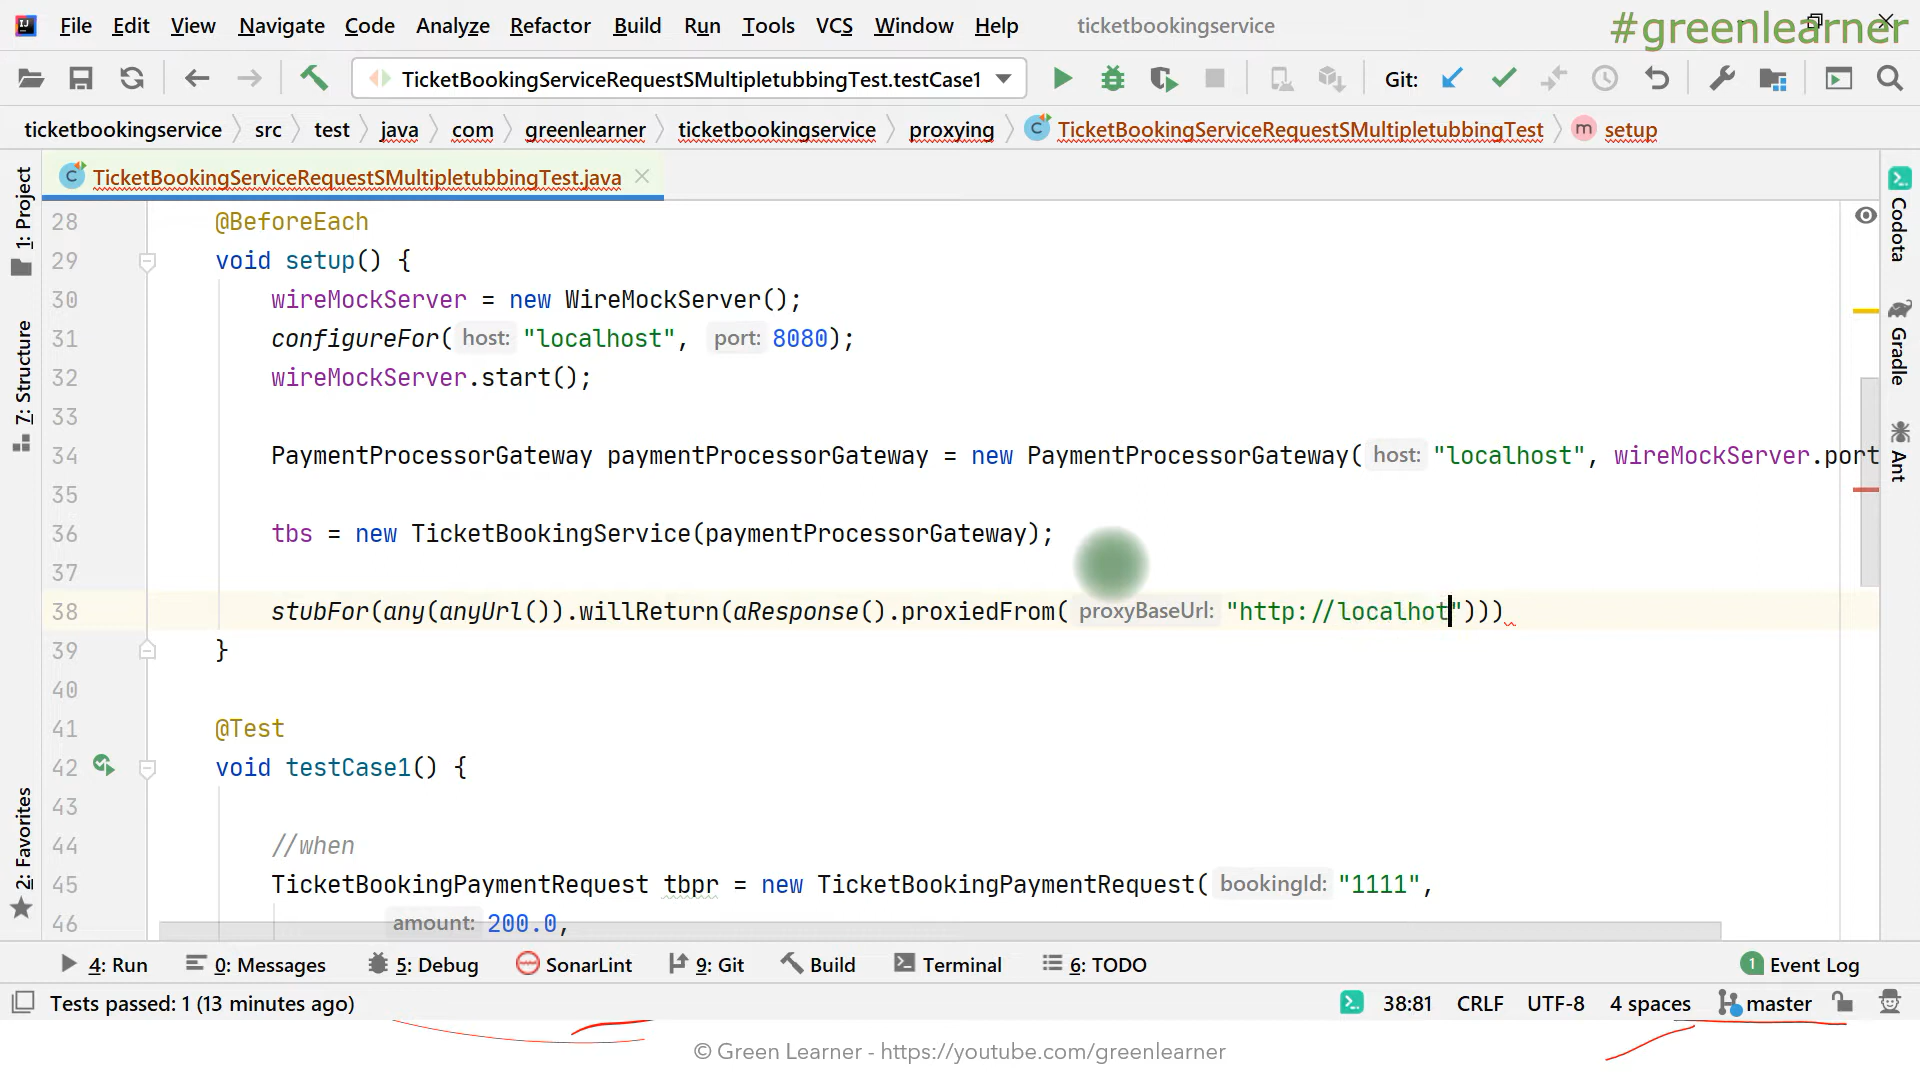 File Edit View Navigate Code Analyze Refactor Build Run Tools VCS Window Help ticketbookingservice #greenlearner
TicketBookingServiceRequestSMultipletubbingTest.testCase1 Git:
ticketbookingservice src test java com greenlearner ticketbookingservice proxying TicketBookingServiceRequestSMultipletubbingTest setup
TicketBookingServiceRequestSMultipletubbingTest.java
1: Project
7: Structure
2: Favorites
28 @BeforeEach
29 void setup() {
30 wireMockServer = new WireMockServer();
31 configureFor( host: "localhost", port: 8080);
32 wireMockServer.start();
33
34 PaymentProcessorGateway paymentProcessorGateway = new PaymentProcessorGateway( host: "localhost", wireMockServer.port
35
36 tbs = new TicketBookingService(paymentProcessorGateway);
37
38 stubFor(any(anyUrl()).willReturn(aResponse().proxiedFrom( proxyBaseUrl: "http://localhot")))
39 }
40
41 @Test
42 void testCase1() {
43
44 //when
45 TicketBookingPaymentRequest tbpr = new TicketBookingPaymentRequest( bookingId: "1111",
46 amount: 200.0,
Codota
Gradle
Ant
4: Run 0: Messages 5: Debug SonarLint 9: Git Build Terminal 6: TODO 1 Event Log
Tests passed: 1 (13 minutes ago) 38:81 CRLF UTF-8 4 spaces master
© Green Learner - https://youtube.com/greenlearner